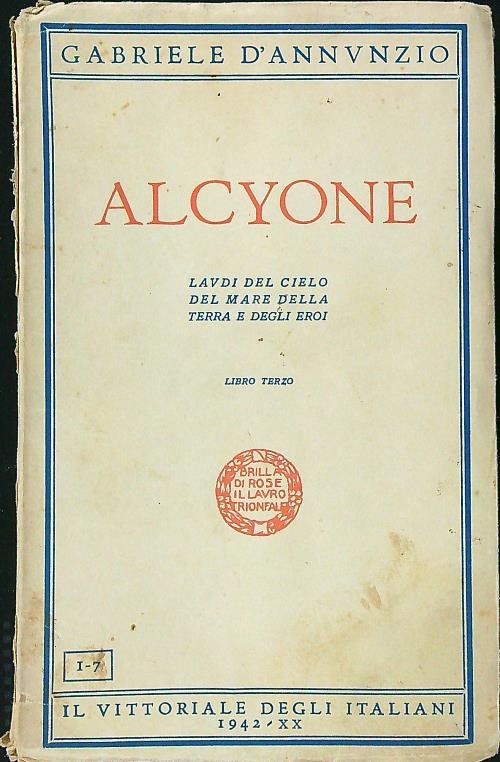 GABRIELE D'ANNVNZIO
ALCYONE
LAVDI DEL CIELO
DEL MARE DELLA
TERRA E DEGLI EROI
LIBRO TERZO
BRILLA
DI ROSE
IL LAVRO
TRIONFALE
I-7
IL VITTORIALE DEGLI ITALIANI
1942-XX